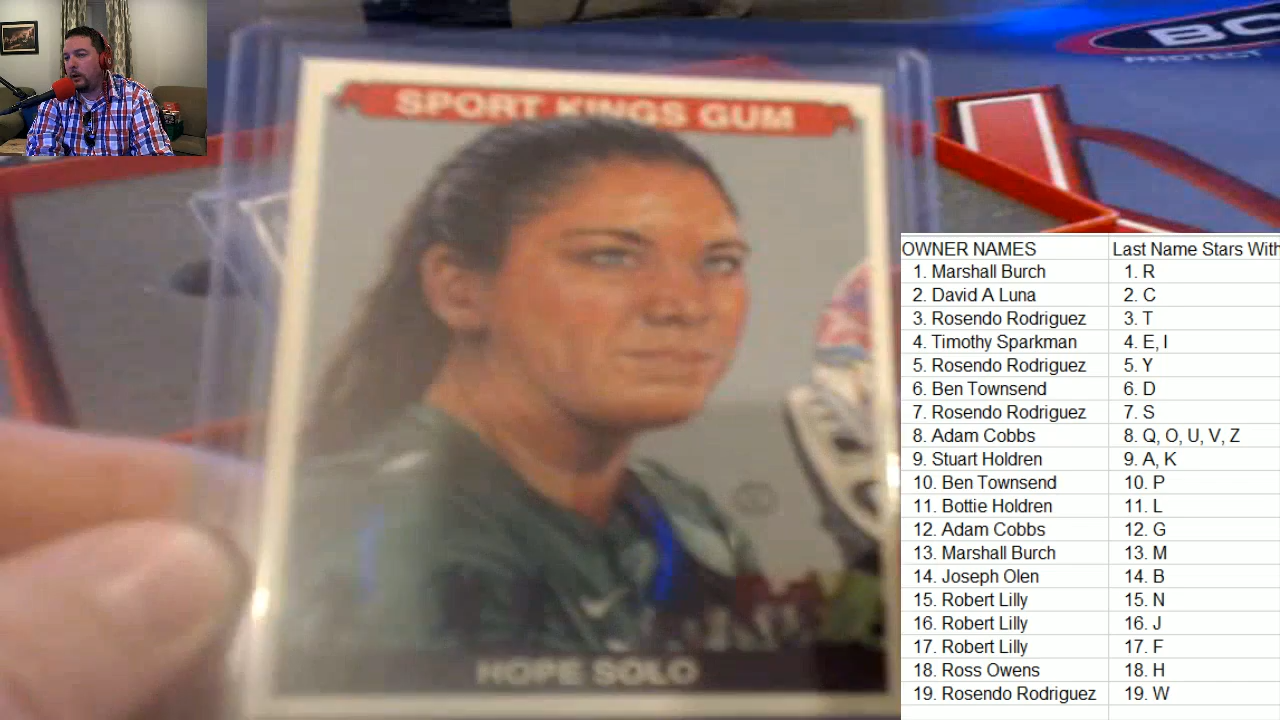 BC
PROTECT
SPORT KINGS GUM
HOPE SOLO
OWNER NAMES Last Name Stars With
1. Marshall Burch 1. R
2. David A Luna 2. C
3. Rosendo Rodriguez 3. T
4. Timothy Sparkman 4. E, I
5. Rosendo Rodriguez 5. Y
6. Ben Townsend 6. D
7. Rosendo Rodriguez 7. S
8. Adam Cobbs 8. Q, O, U, V, Z
9. Stuart Holdren 9. A, K
10. Ben Townsend 10. P
11. Bottie Holdren 11. L
12. Adam Cobbs 12. G
13. Marshall Burch 13. M
14. Joseph Olen 14. B
15. Robert Lilly 15. N
16. Robert Lilly 16. J
17. Robert Lilly 17. F
18. Ross Owens 18. H
19. Rosendo Rodriguez 19. W